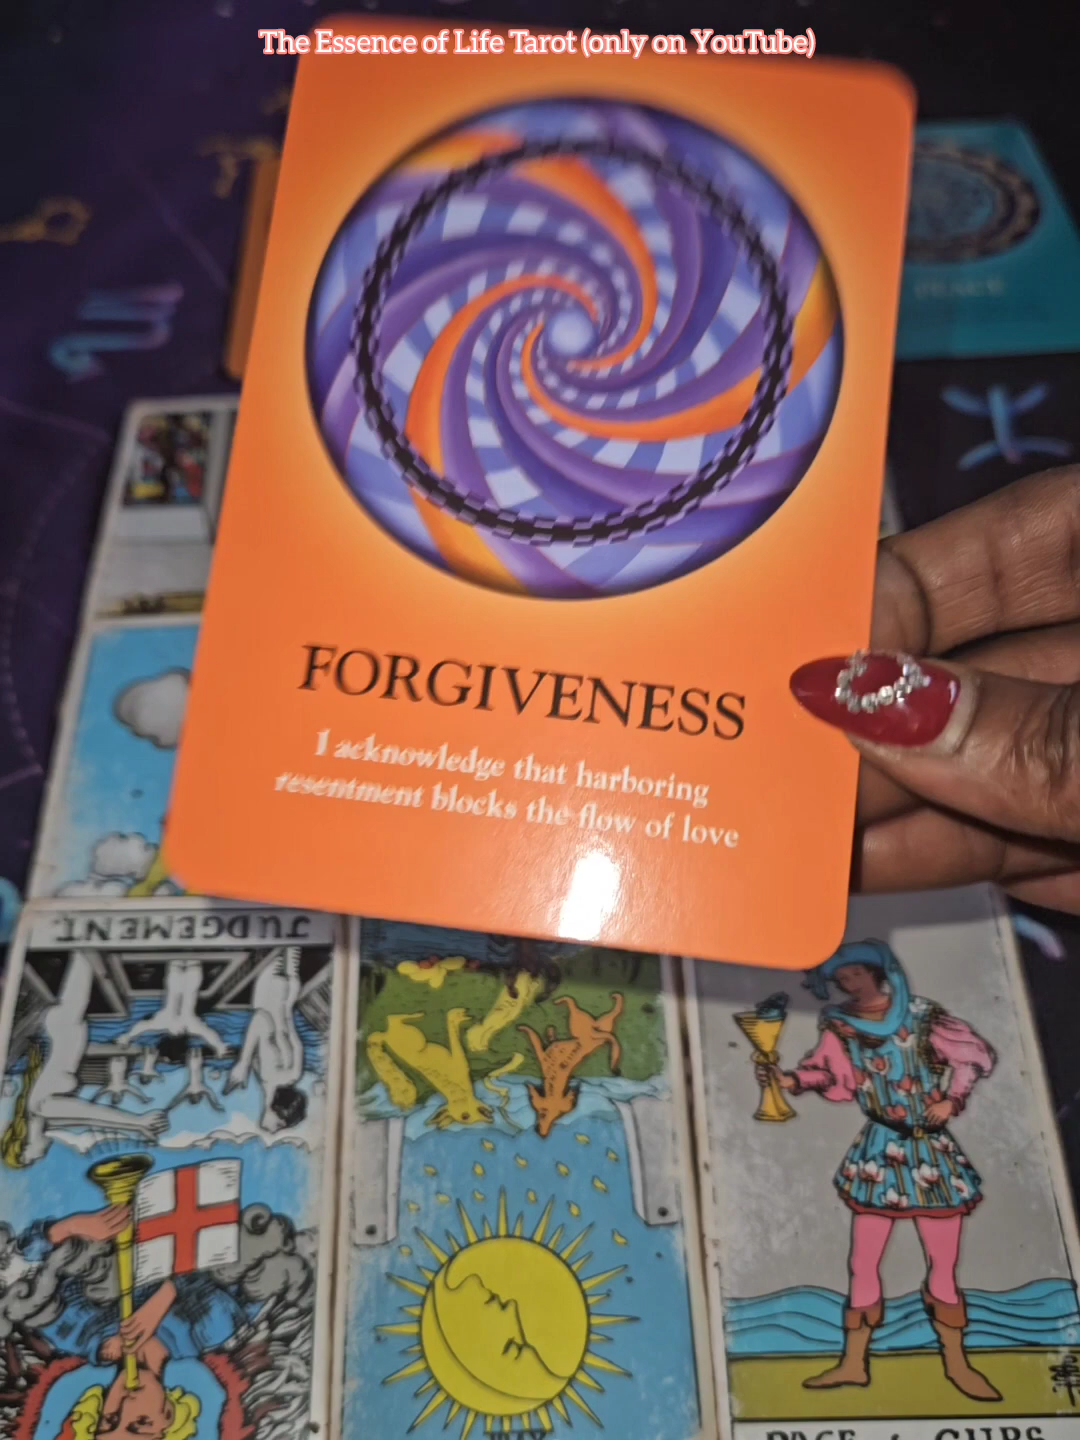 The Essence of Life Tarot (only on YouTube)
PEACE
FORGIVENESS
I acknowledge that harboring
resentment blocks the flow of love
JUDGEMENT.
PAGE of CUPS